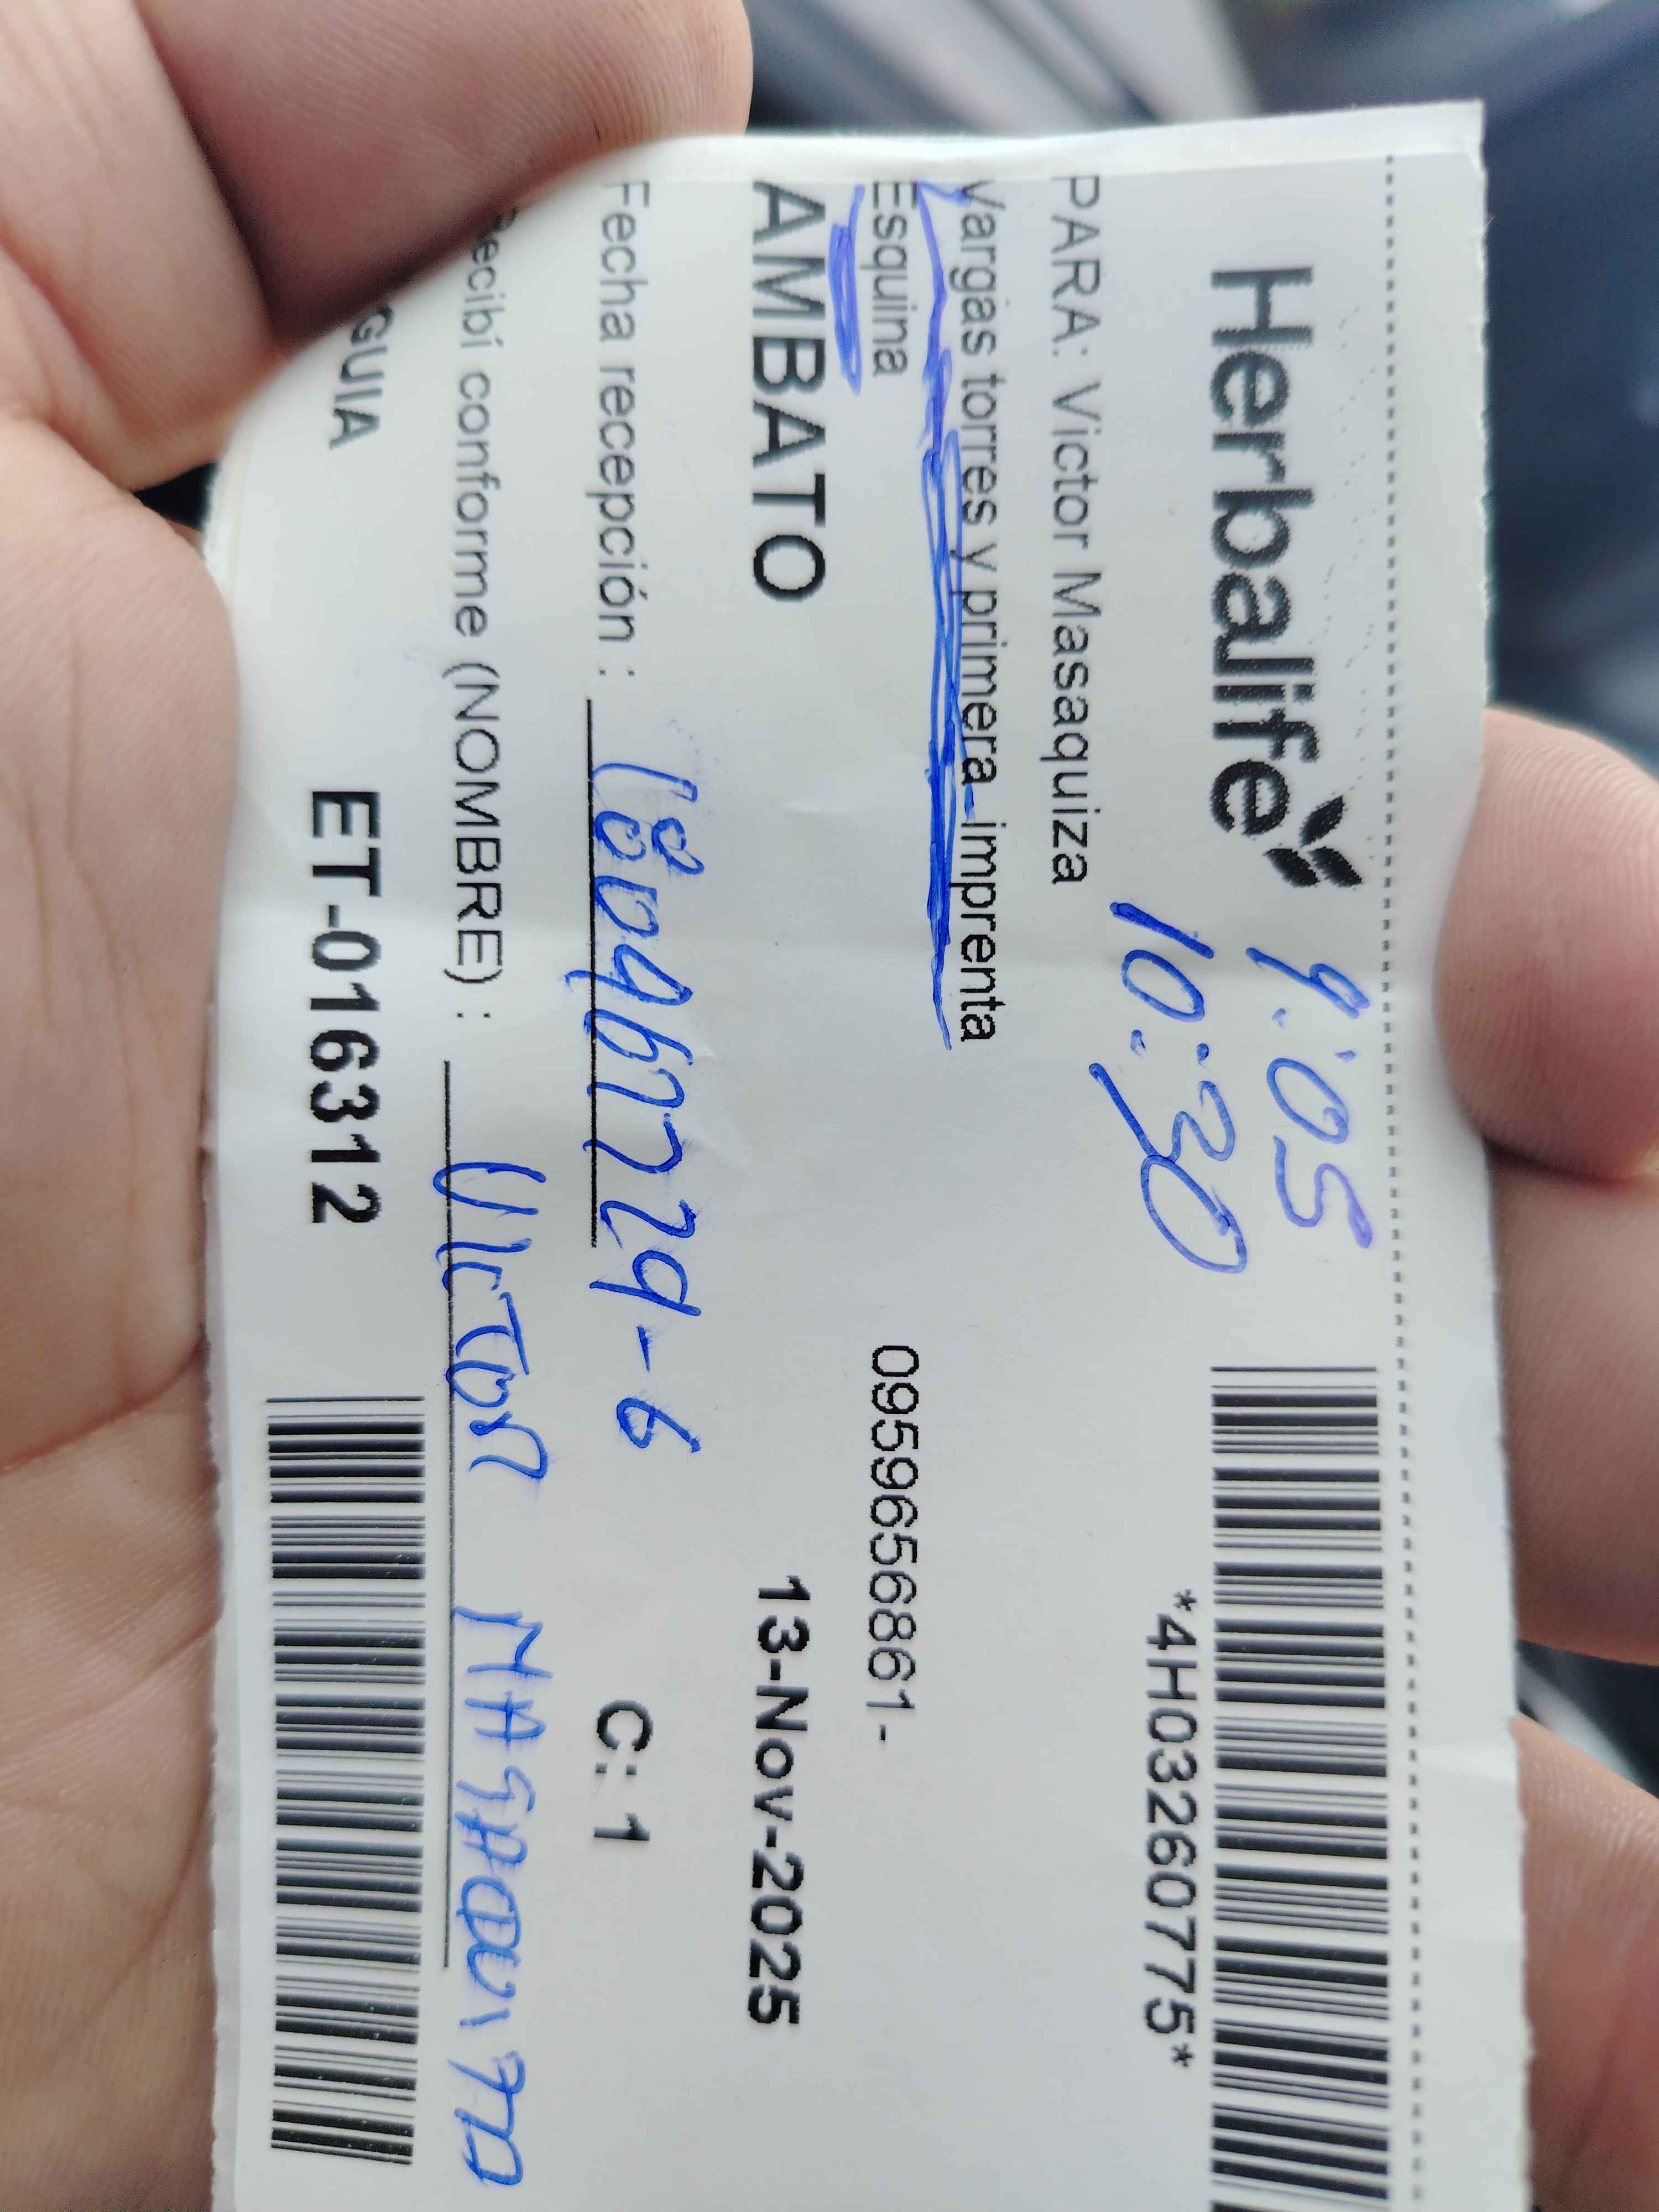 Herbalife
9:05
10:30
*4H03260775*
PARA: Victor Masaquiza
Vargas torres y primera imprenta
Esquina
0959656861-
AMBATO 13-Nov-2025
Fecha recepción : C: 1
Recibí conforme (NOMBRE) : Victor
GUIA ET-016312